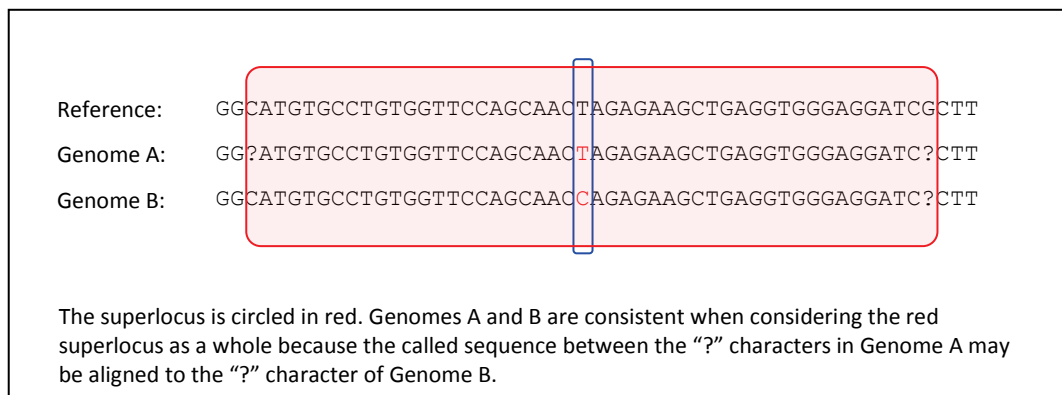 Reference: GGCATGTGCCTGTGGTTCCAGCAACTAGAGAAGCTGAGGTGGGAGGATCGCTT
Genome A: GG?ATGTGCCTGTGGTTCCAGCAACTAGAGAAGCTGAGGTGGGAGGATC?CTT
Genome B: GGCATGTGCCTGTGGTTCCAGCAACCAGAGAAGCTGAGGTGGGAGGATC?CTT
The superlocus is circled in red. Genomes A and B are consistent when considering the red
superlocus as a whole because the called sequence between the “?” characters in Genome A may
be aligned to the “?” character of Genome B.